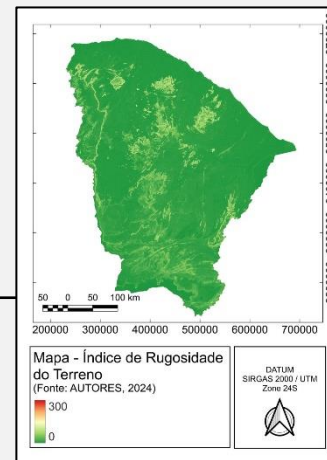 50 0 50 100 km
200000 300000 400000 500000 600000 700000
Mapa - Índice de Rugosidade
do Terreno
(Fonte: AUTORES, 2024)
300
0
DATUM
SIRGAS 2000 / UTM
Zone 24S